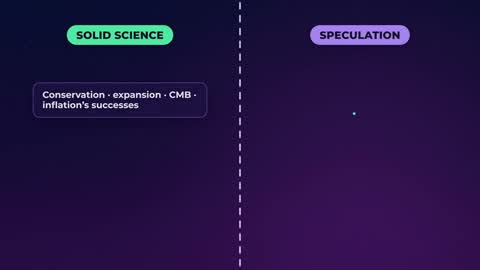 SOLID SCIENCE
SPECULATION
Conservation · expansion · CMB ·
inflation's successes